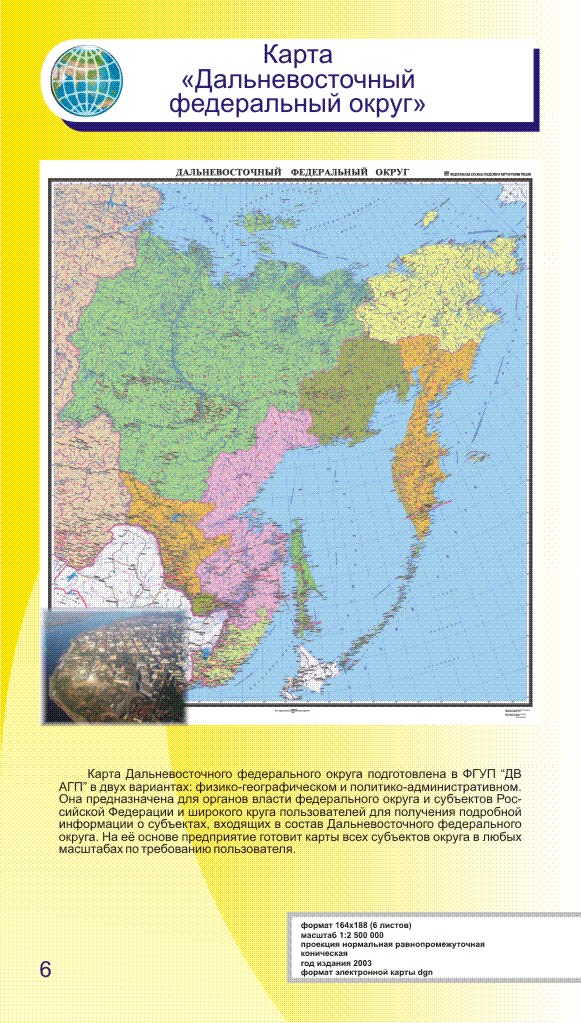 Карта
«Дальневосточный
федеральный округ»
ДАЛЬНЕВОСТОЧНЫЙ ФЕДЕРАЛЬНЫЙ ОКРУГ
Карта Дальневосточного федерального округа подготовлена в ФГУП “ДВ
АГП” в двух вариантах: физико-географическом и политико-административном.
Она предназначена для органов власти федерального округа и субъектов Рос-
сийской Федерации и широкого круга пользователей для получения подробной
информации о субъектах, входящих в состав Дальневосточного федерального
округа. На её основе предприятие готовит карты всех субъектов округа в любых
масштабах по требованию пользователя.
формат 164х188 (6 листов)
масштаб 1:2 500 000
проекция нормальная равнопромежуточная
коническая
год издания 2003
формат электронной карты dgn
6